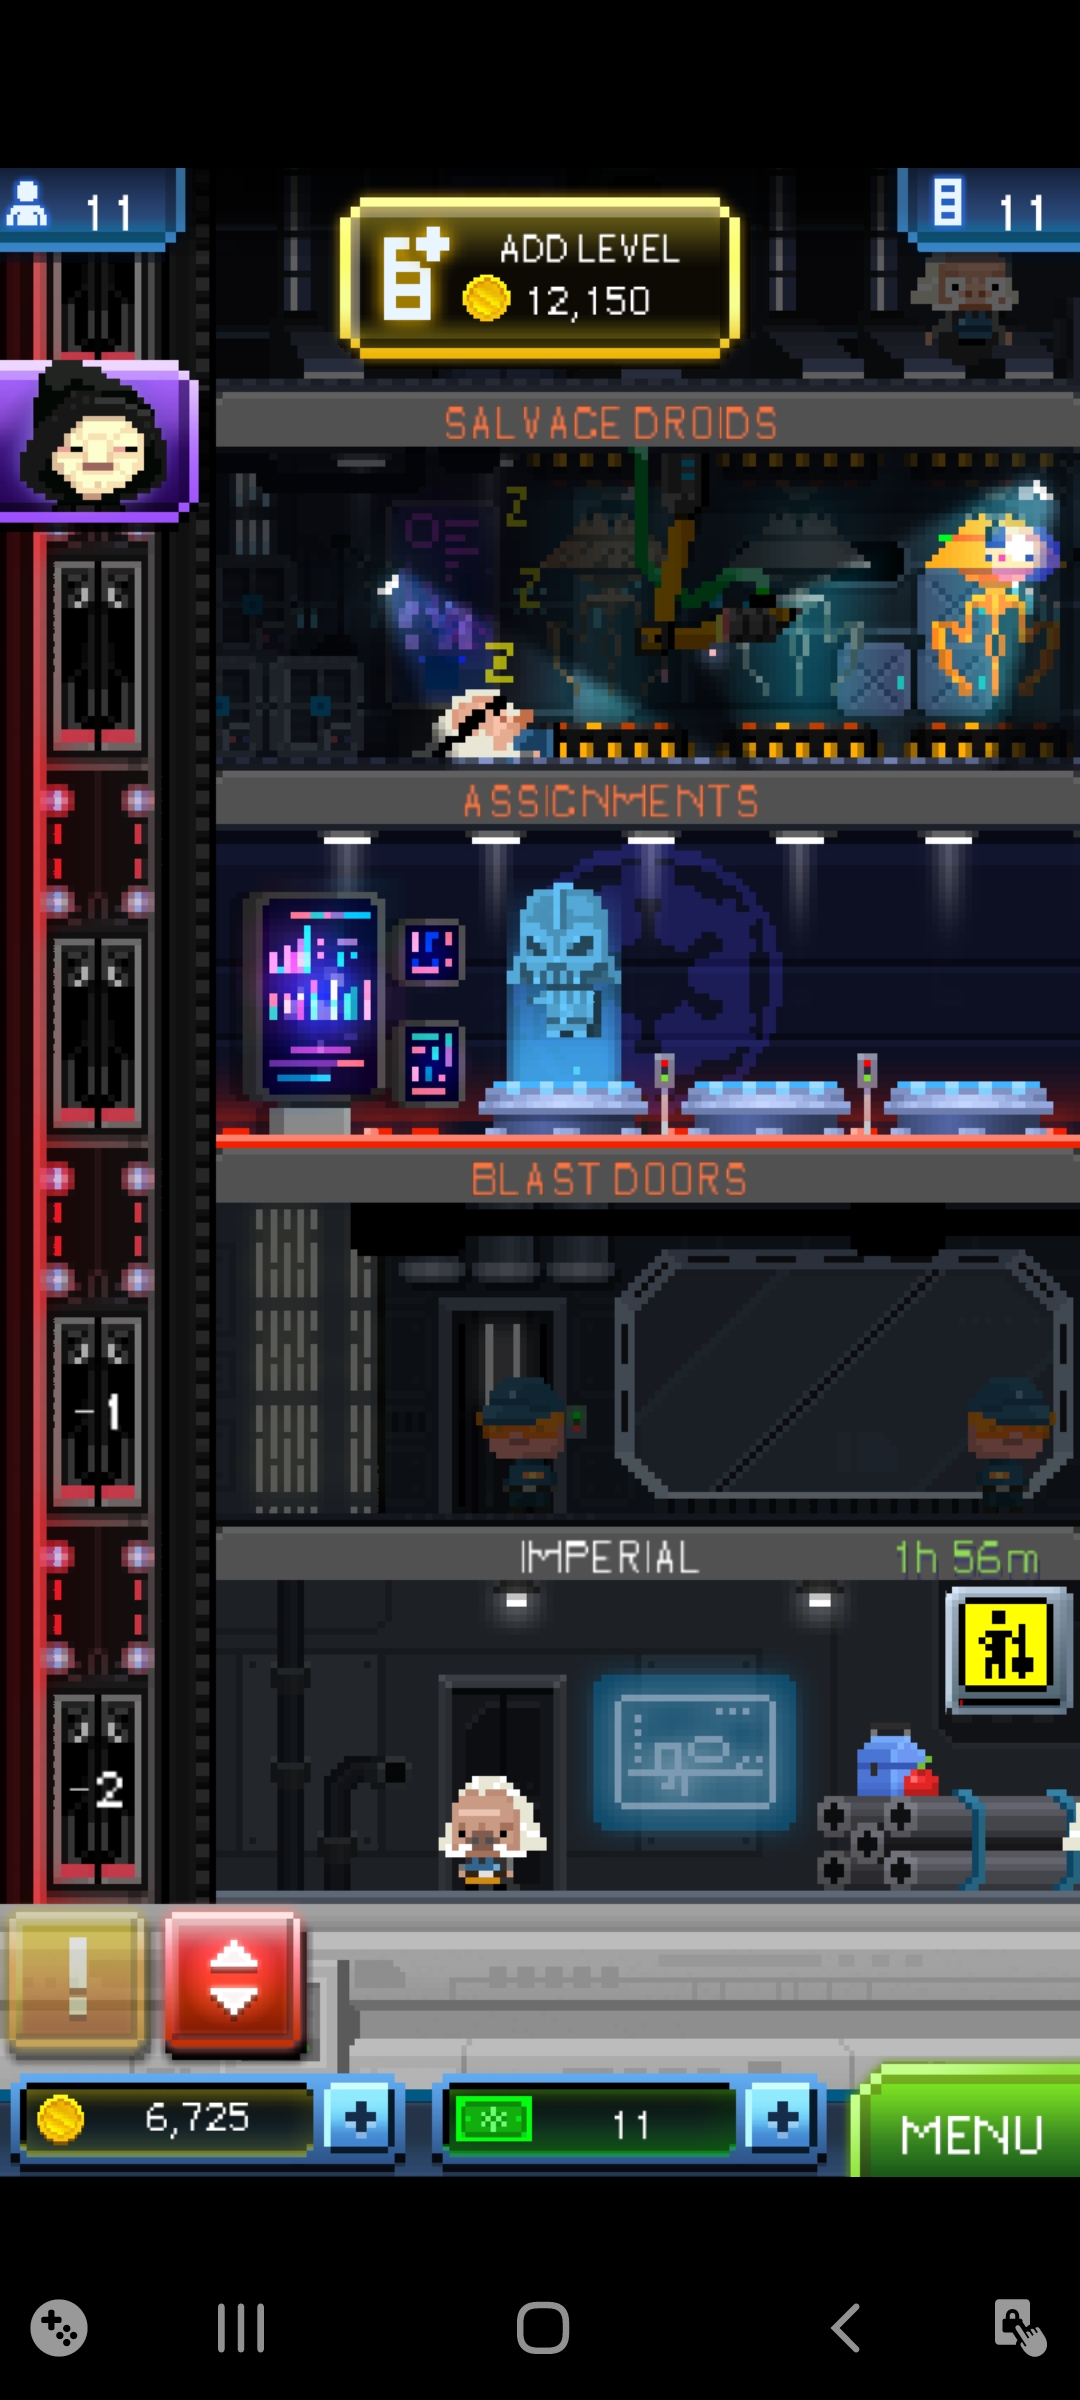 11
ADD LEVEL
12,150
11
SALVAGE DROIDS
Z
Z
Z
ASSIGNMENTS
BLAST DOORS
-1
IMPERIAL
1h 56m
-2
!
6,725
+
11
+
MENU